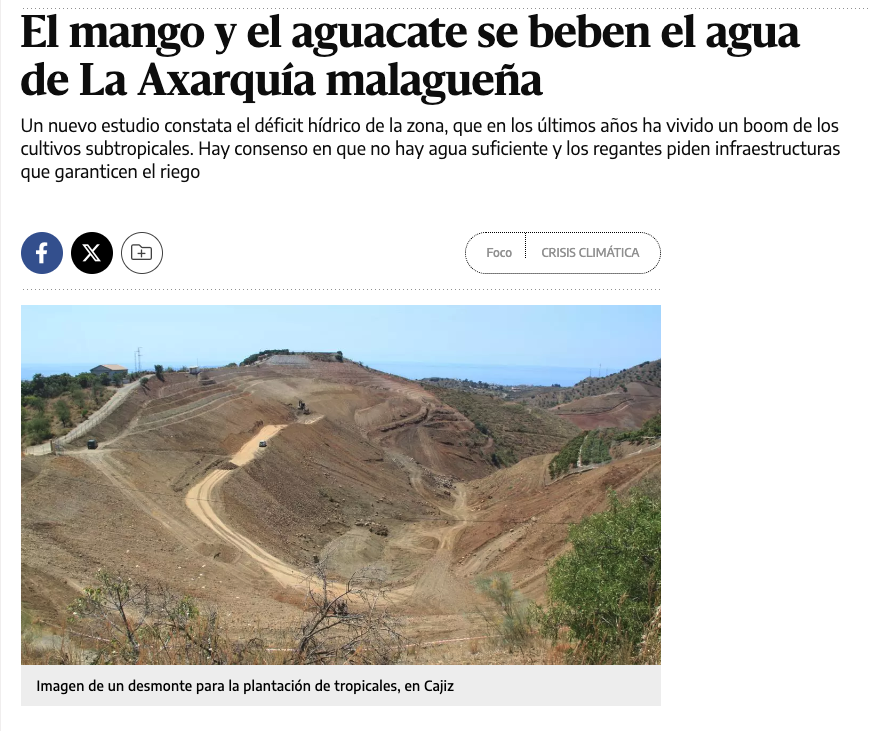 El mango y el aguacate se beben el agua
de La Axarquía malagueña
Un nuevo estudio constata el déficit hídrico de la zona, que en los últimos años ha vivido un boom de los
cultivos subtropicales. Hay consenso en que no hay agua suficiente y los regantes piden infraestructuras
que garanticen el riego
Foco CRISIS CLIMÁTICA
Imagen de un desmonte para la plantación de tropicales, en Cajiz